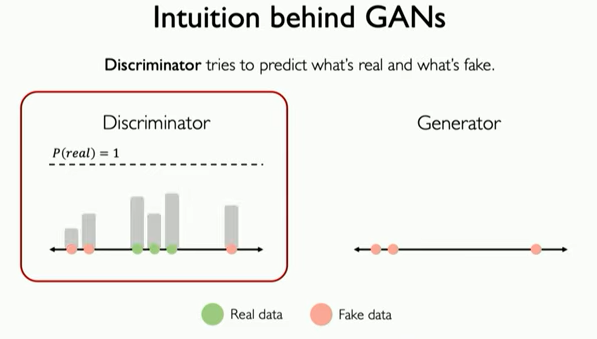 Intuition behind GANs
Discriminator tries to predict what's real and what's fake.
Discriminator
Generator
P(real) = 1
Real data
Fake data